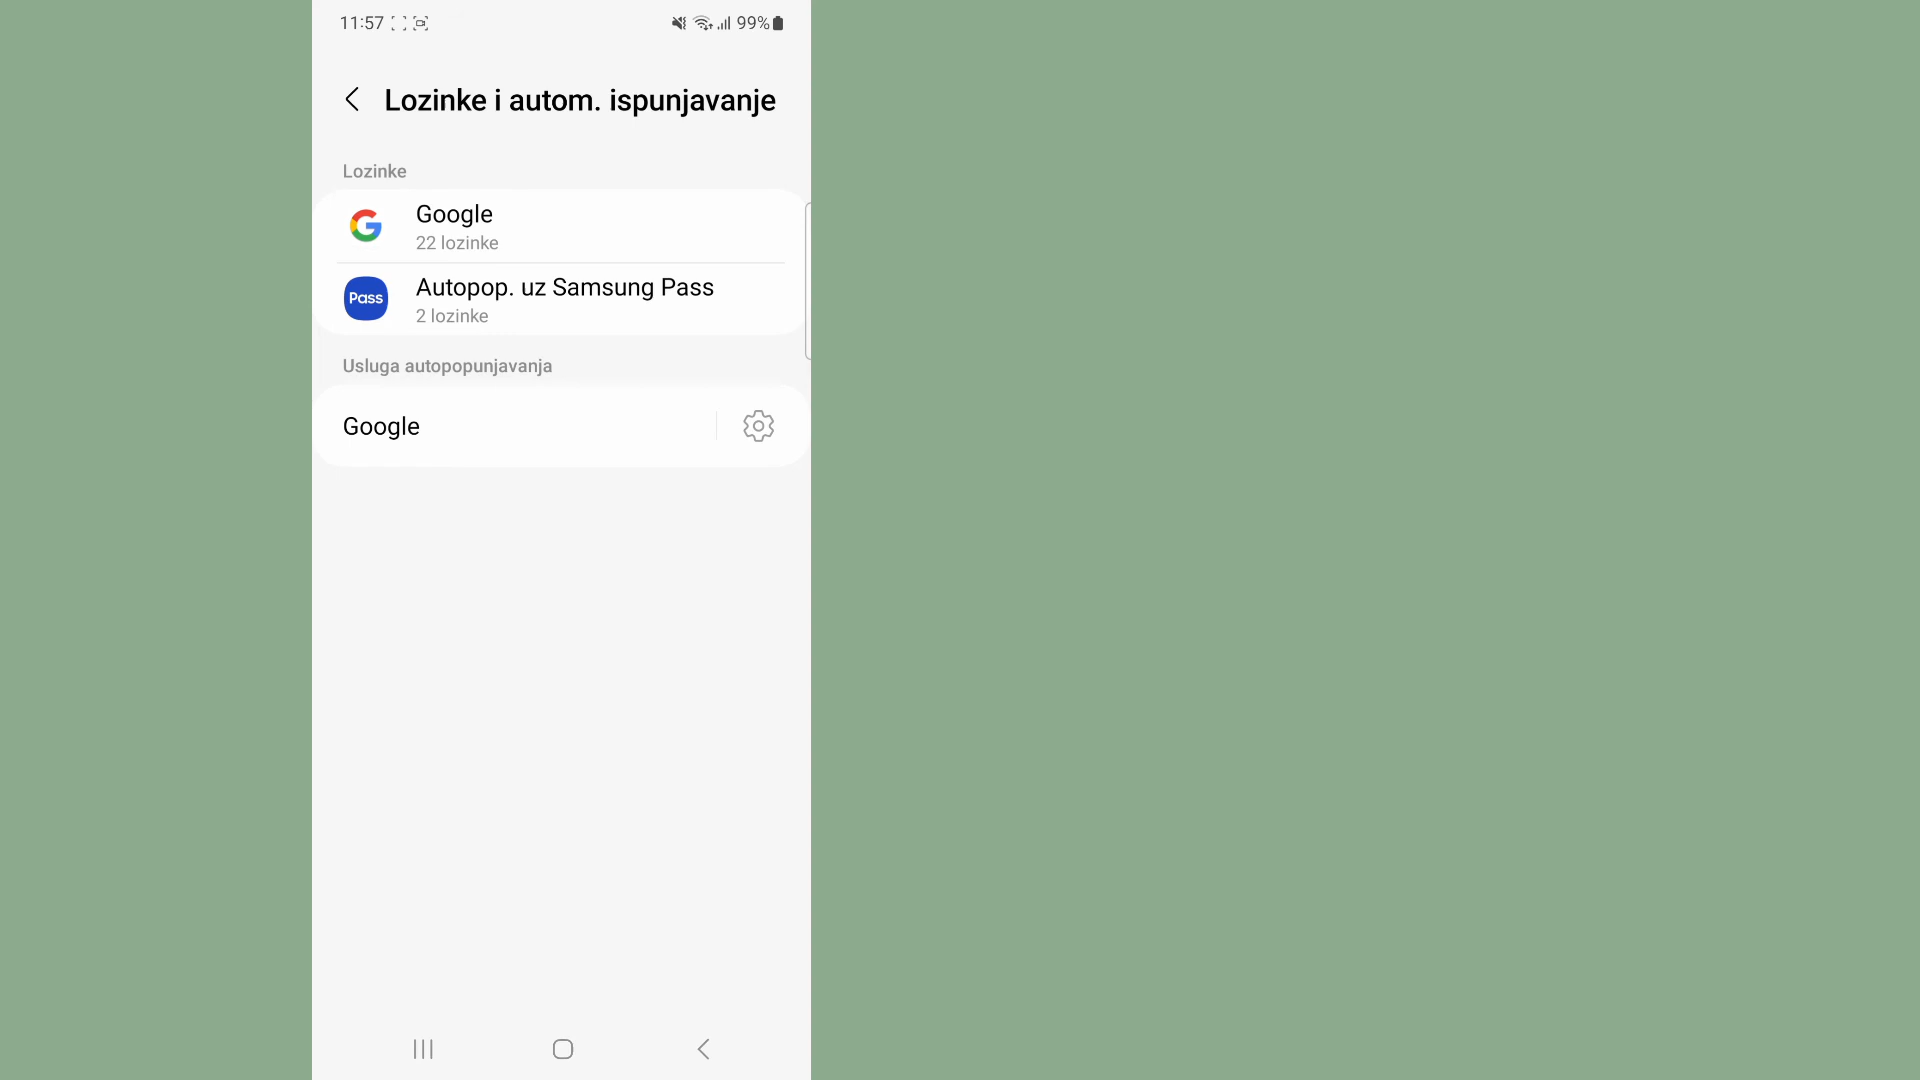 11:57
99%
Lozinke i autom. ispunjavanje
Lozinke
Google
22 lozinke
Pass
Autopop. uz Samsung Pass
2 lozinke
Usluga autopopunjavanja
Google